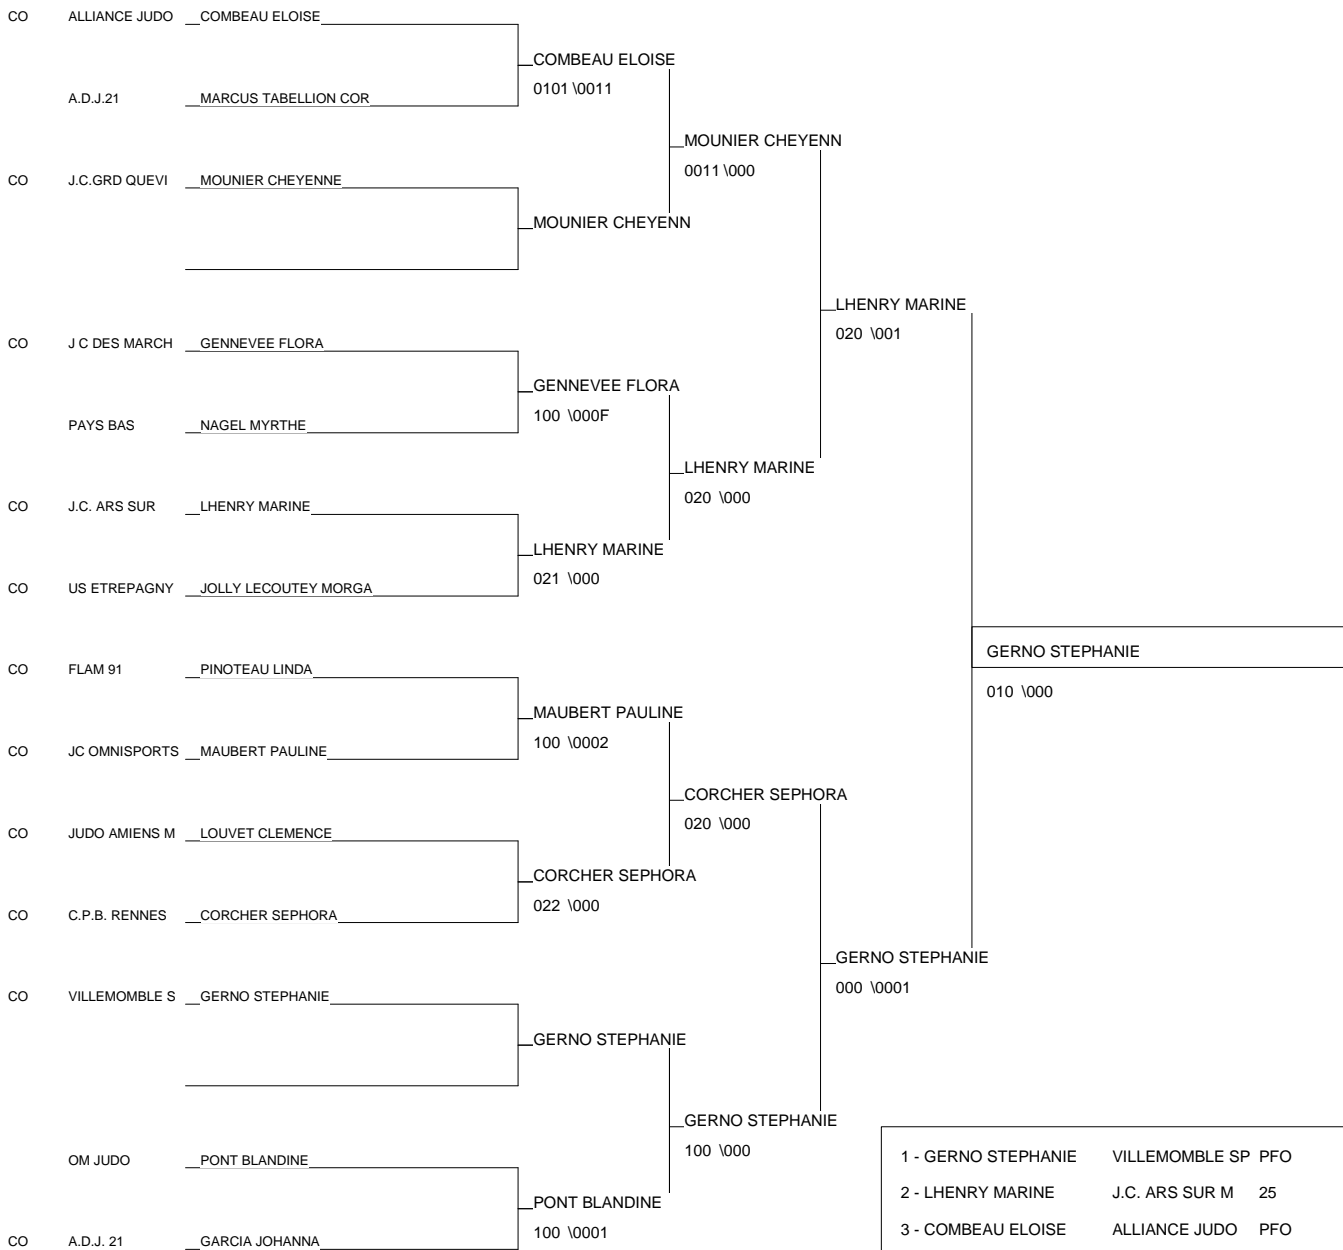 CO ALLIANCE JUDO COMBEAU ELOISE
COMBEAU ELOISE
0101 \0011
A.D.J.21 MARCUS TABELLION COR
MOUNIER CHEYENN
0011 \000
CO J.C.GRD QUEVI MOUNIER CHEYENNE
MOUNIER CHEYENN
LHENRY MARINE
020 \001
CO J C DES MARCH GENNEVEE FLORA
GENNEVEE FLORA
100 \000F
PAYS BAS NAGEL MYRTHE
LHENRY MARINE
020 \000
CO J.C. ARS SUR LHENRY MARINE
LHENRY MARINE
021 \000
CO US ETREPAGNY JOLLY LECOUTEY MORGA
GERNO STEPHANIE
010 \000
CO FLAM 91 PINOTEAU LINDA
MAUBERT PAULINE
100 \0002
CO JC OMNISPORTS MAUBERT PAULINE
CORCHER SEPHORA
020 \000
CO JUDO AMIENS M LOUVET CLEMENCE
CORCHER SEPHORA
022 \000
CO C.P.B. RENNES CORCHER SEPHORA
GERNO STEPHANIE
000 \0001
CO VILLEMOMBLE S GERNO STEPHANIE
GERNO STEPHANIE
GERNO STEPHANIE
100 \000
OM JUDO PONT BLANDINE
PONT BLANDINE
100 \0001
CO A.D.J. 21 GARCIA JOHANNA
1 - GERNO STEPHANIE VILLEMOMBLE SP PFO
2 - LHENRY MARINE J.C. ARS SUR M 25
3 - COMBEAU ELOISE ALLIANCE JUDO PFO